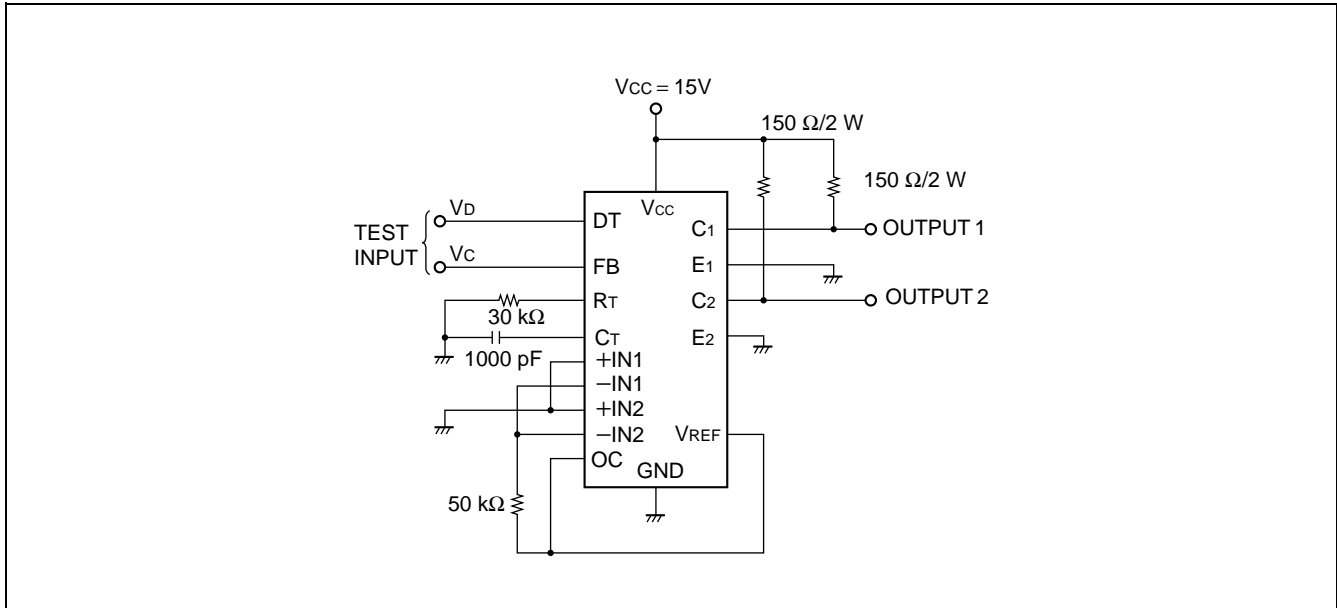 VCC = 15V
150 Ω/2 W
150 Ω/2 W
TEST
INPUT
VD
VC
DT
FB
RT
30 kΩ
CT
1000 pF
+IN1
−IN1
+IN2
−IN2
OC
50 kΩ
VCC
GND
C1
E1
C2
E2
VREF
OUTPUT 1
OUTPUT 2